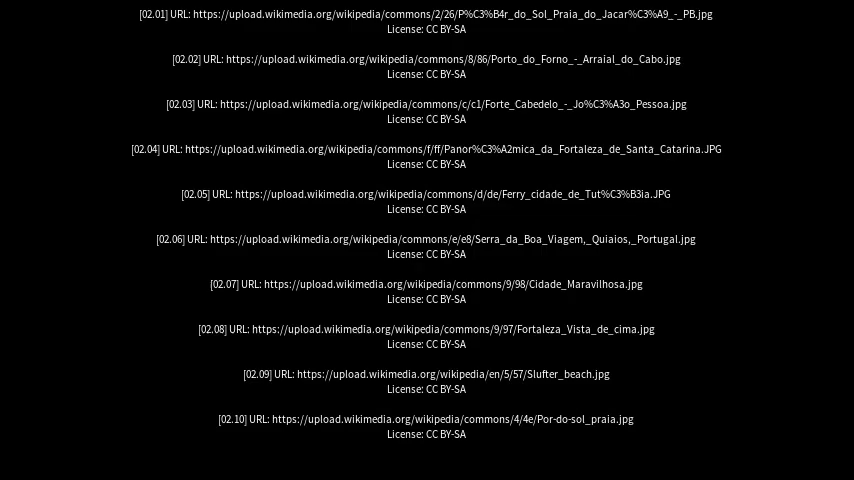 [02.01] URL: https://upload.wikimedia.org/wikipedia/commons/2/26/P%C3%B4r_do_Sol_Praia_do_Jacar%C3%A9_-_PB.jpg
License: CC BY-SA
[02.02] URL: https://upload.wikimedia.org/wikipedia/commons/8/86/Porto_do_Forno_-_Arraial_do_Cabo.jpg
License: CC BY-SA
[02.03] URL: https://upload.wikimedia.org/wikipedia/commons/c/c1/Forte_Cabedelo_-_Jo%C3%A3o_Pessoa.jpg
License: CC BY-SA
[02.04] URL: https://upload.wikimedia.org/wikipedia/commons/f/ff/Panor%C3%A2mica_da_Fortaleza_de_Santa_Catarina.JPG
License: CC BY-SA
[02.05] URL: https://upload.wikimedia.org/wikipedia/commons/d/de/Ferry_cidade_de_Tut%C3%B3ia.JPG
License: CC BY-SA
[02.06] URL: https://upload.wikimedia.org/wikipedia/commons/e/e8/Serra_da_Boa_Viagem,_Quiaios,_Portugal.jpg
License: CC BY-SA
[02.07] URL: https://upload.wikimedia.org/wikipedia/commons/9/98/Cidade_Maravilhosa.jpg
License: CC BY-SA
[02.08] URL: https://upload.wikimedia.org/wikipedia/commons/9/97/Fortaleza_Vista_de_cima.jpg
License: CC BY-SA
[02.09] URL: https://upload.wikimedia.org/wikipedia/en/5/57/Slufter_beach.jpg
License: CC BY-SA
[02.10] URL: https://upload.wikimedia.org/wikipedia/commons/4/4e/Por-do-sol_praia.jpg
License: CC BY-SA